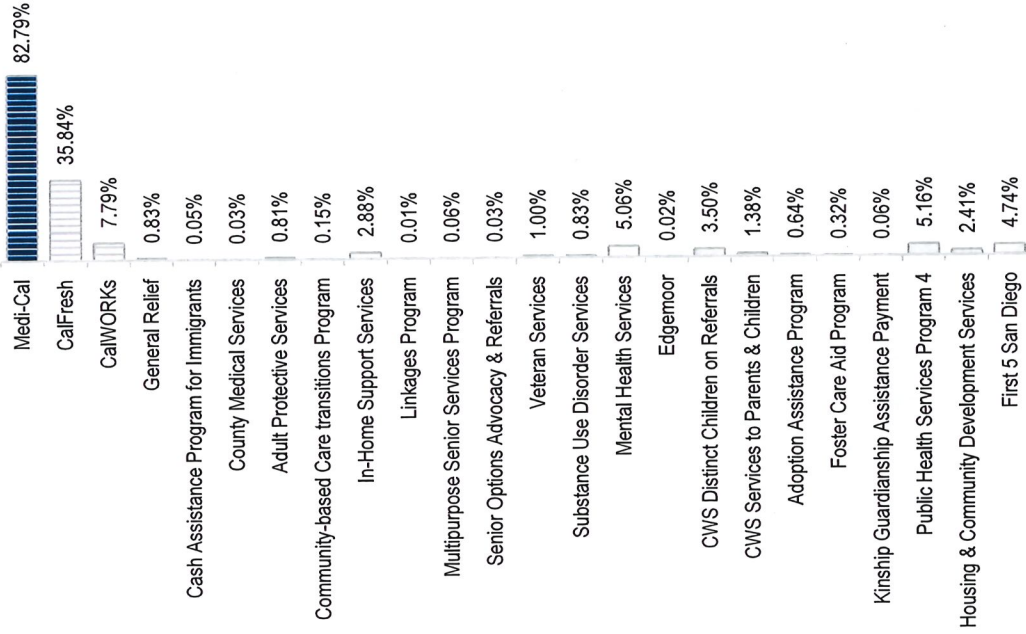 Medi-Cal 82.79%
CalFresh 35.84%
CalWORKs 7.79%
General Relief 0.83%
Cash Assistance Program for Immigrants 0.05%
County Medical Services 0.03%
Adult Protective Services 0.81%
Community-based Care transitions Program 0.15%
In-Home Support Services 2.88%
Linkages Program 0.01%
Multipurpose Senior Services Program 0.06%
Senior Options Advocacy & Referrals 0.03%
Veteran Services 1.00%
Substance Use Disorder Services 0.83%
Mental Health Services 5.06%
Edgemoor 0.02%
CWS Distinct Children on Referrals 3.50%
CWS Services to Parents & Children 1.38%
Adoption Assistance Program 0.64%
Foster Care Aid Program 0.32%
Kinship Guardianship Assistance Payment 0.06%
Public Health Services Program 4 5.16%
Housing & Community Development Services 2.41%
First 5 San Diego 4.74%